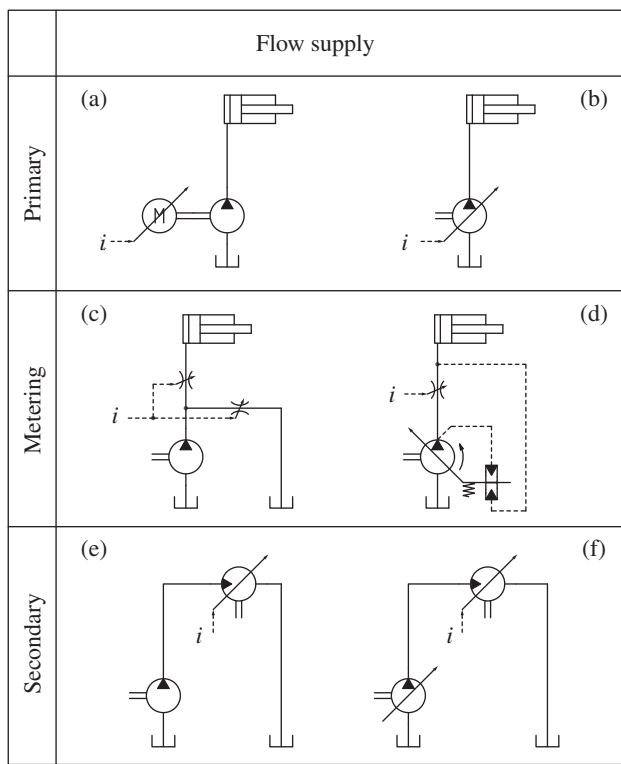 Flow supply
Primary
(a)
(b)
M
i
i
Metering
(c)
(d)
i
i
Secondary
(e)
(f)
i
i